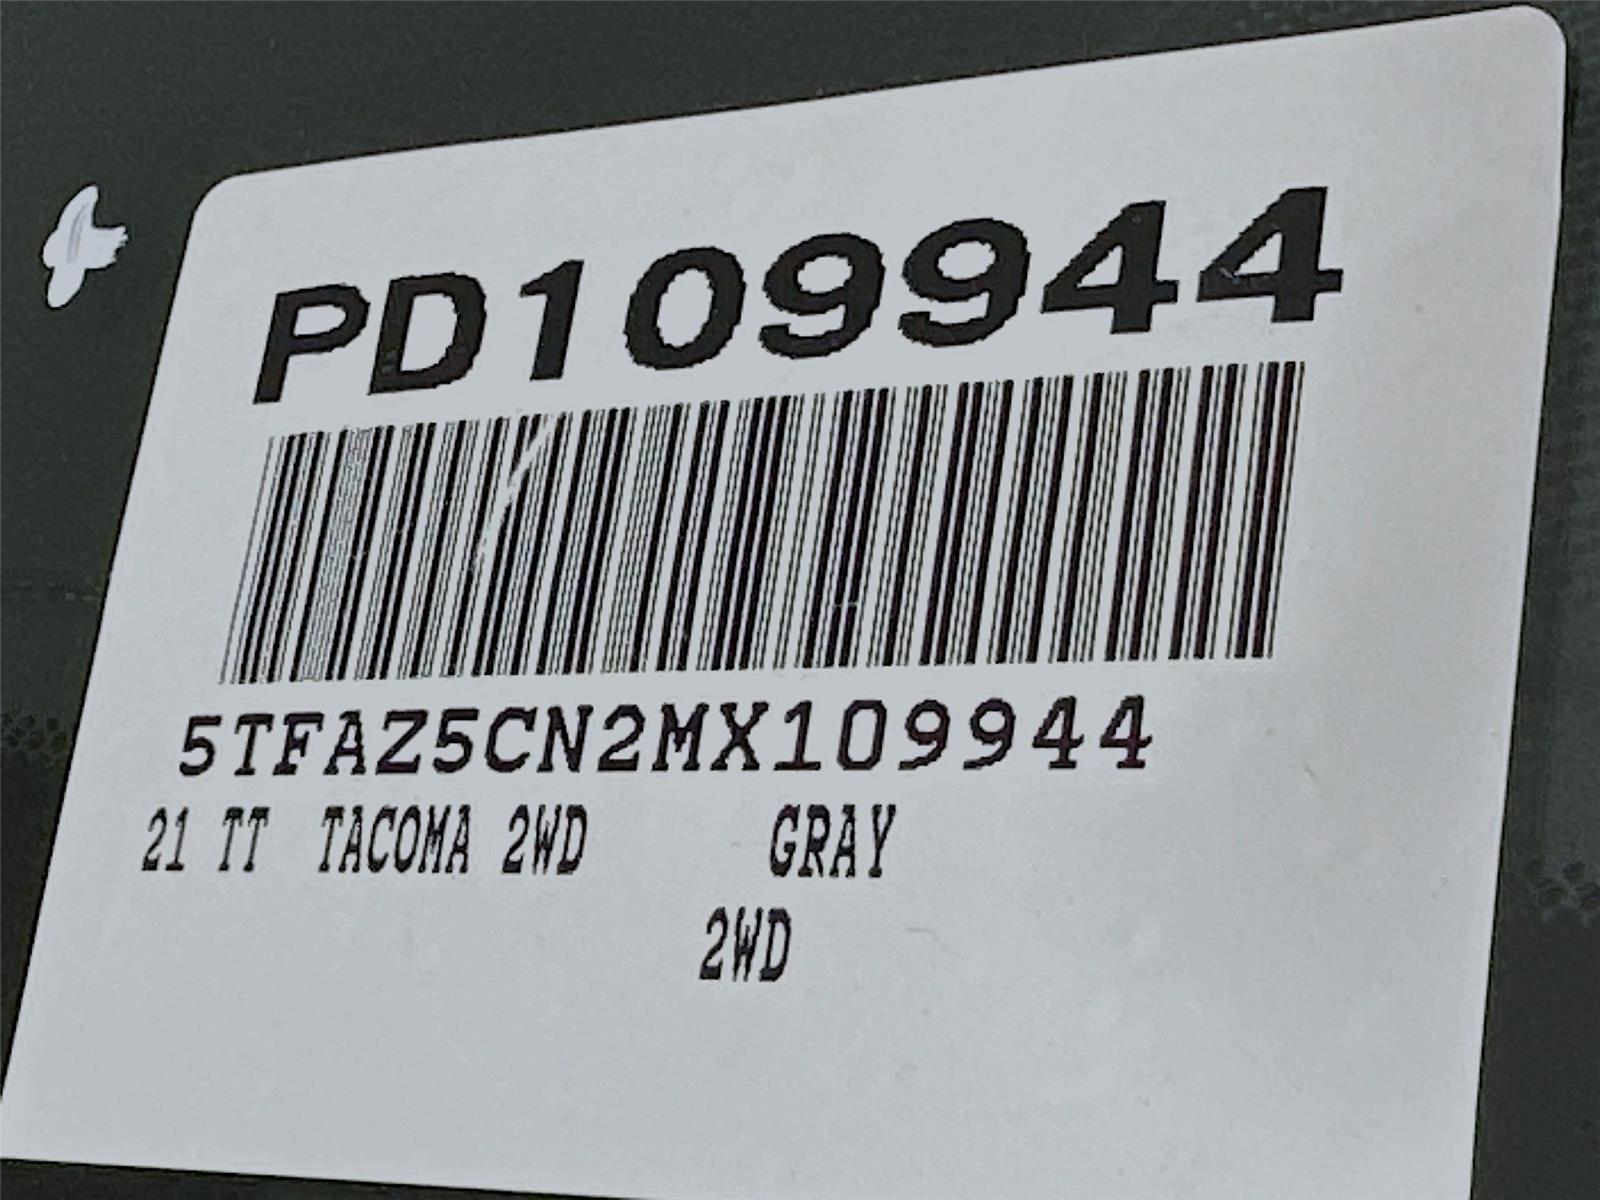 PD109944
5TFAZ5CN2MX109944
21 TT TACOMA 2WD GRAY
2WD